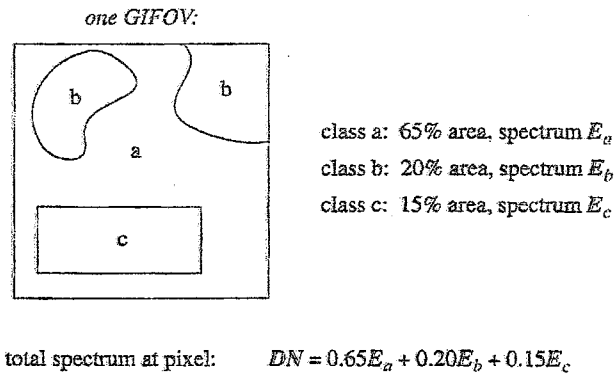 one GIFOV:
b
b
a
c
class a: 65% area, spectrum E_a
class b: 20% area, spectrum E_b
class c: 15% area, spectrum E_c
total spectrum at pixel: DN = 0.65E_a + 0.20E_b + 0.15E_c